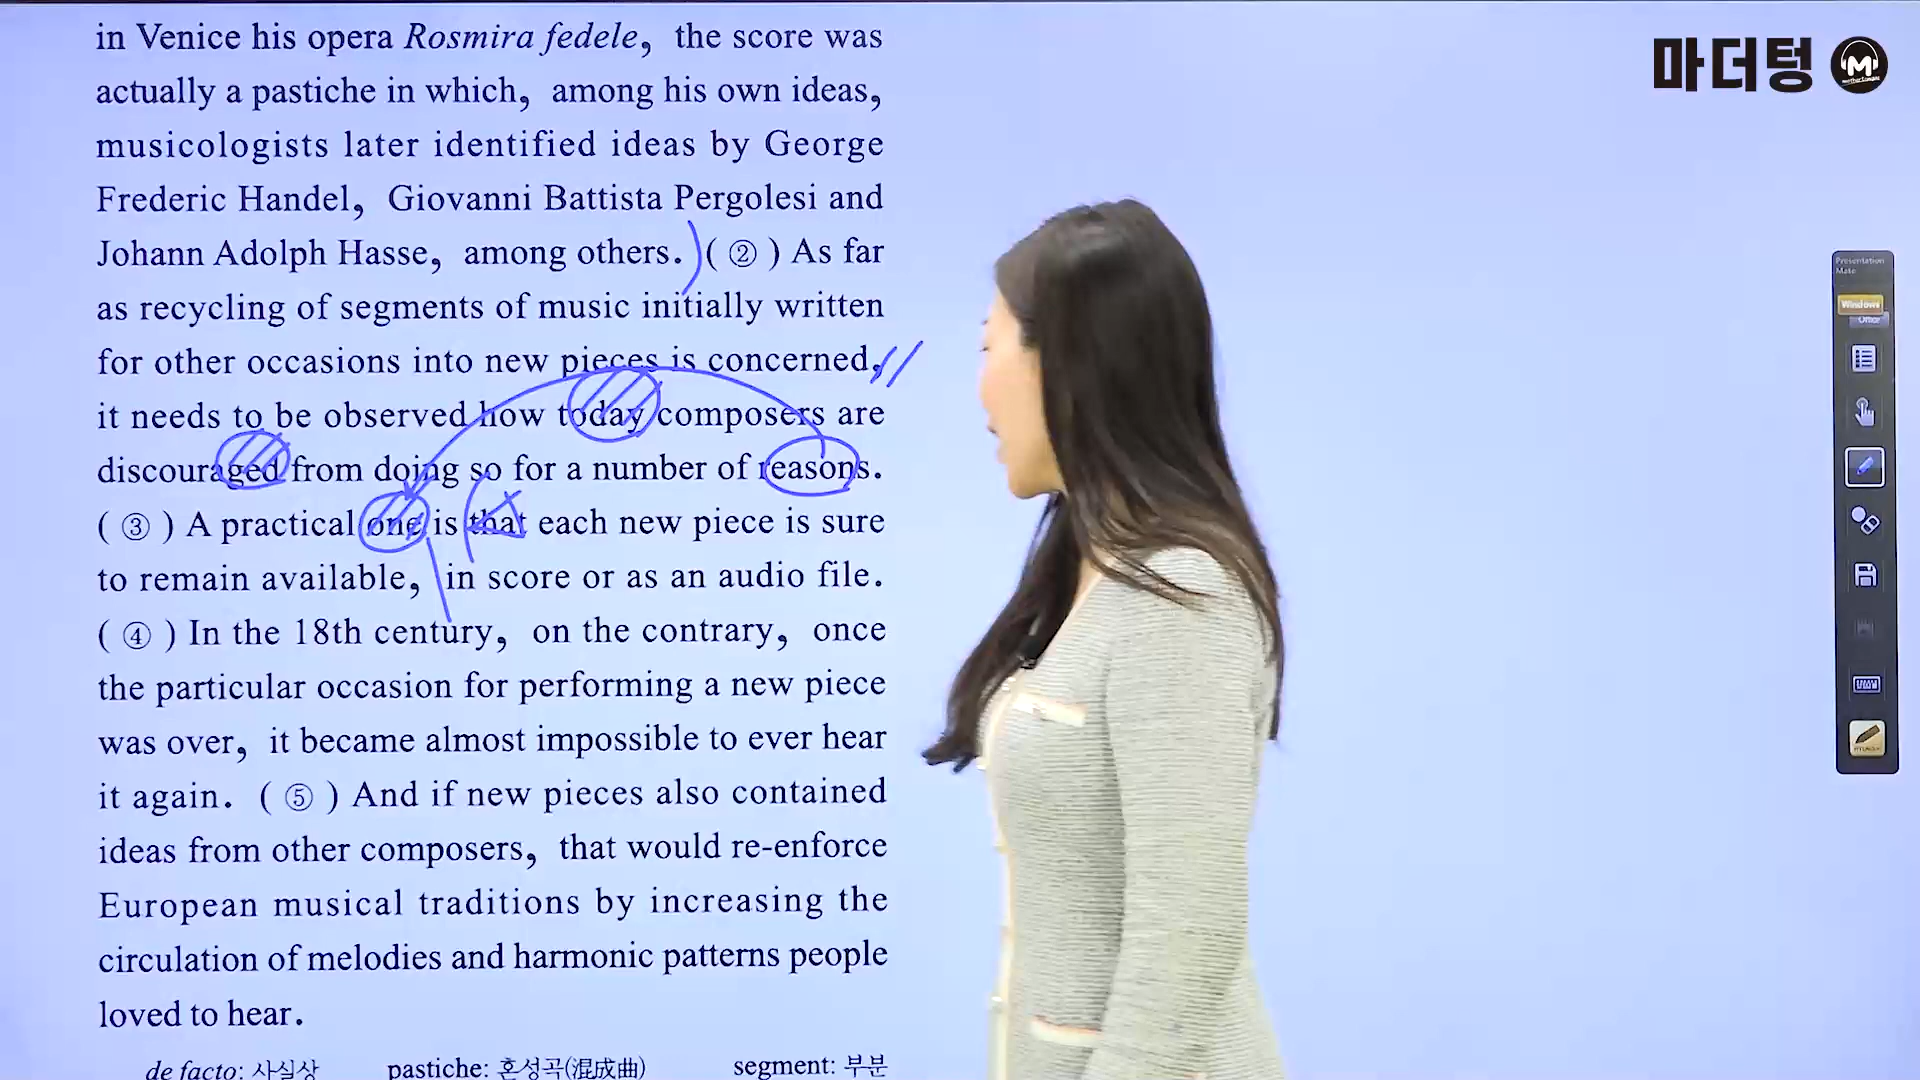 in Venice his opera Rosmira fedele, the score was
마더텅
M
actually a pastiche in which, among his own ideas,
musicologists later identified ideas by George
Frederic Handel, Giovanni Battista Pergolesi and
Johann Adolph Hasse, among others. ( ② ) As far
as recycling of segments of music initially written
for other occasions into new pieces is concerned,
it needs to be observed how today composers are
discouraged from doing so for a number of reasons.
( ③ ) A practical one is that each new piece is sure
to remain available, in score or as an audio file.
( ④ ) In the 18th century, on the contrary, once
the particular occasion for performing a new piece
was over, it became almost impossible to ever hear
it again. ( ⑤ ) And if new pieces also contained
ideas from other composers, that would re-enforce
European musical traditions by increasing the
circulation of melodies and harmonic patterns people
loved to hear.
de facto: 사실상 pastiche: 혼성곡(混成曲) segment: 부분
Presentation
Mate
Windows